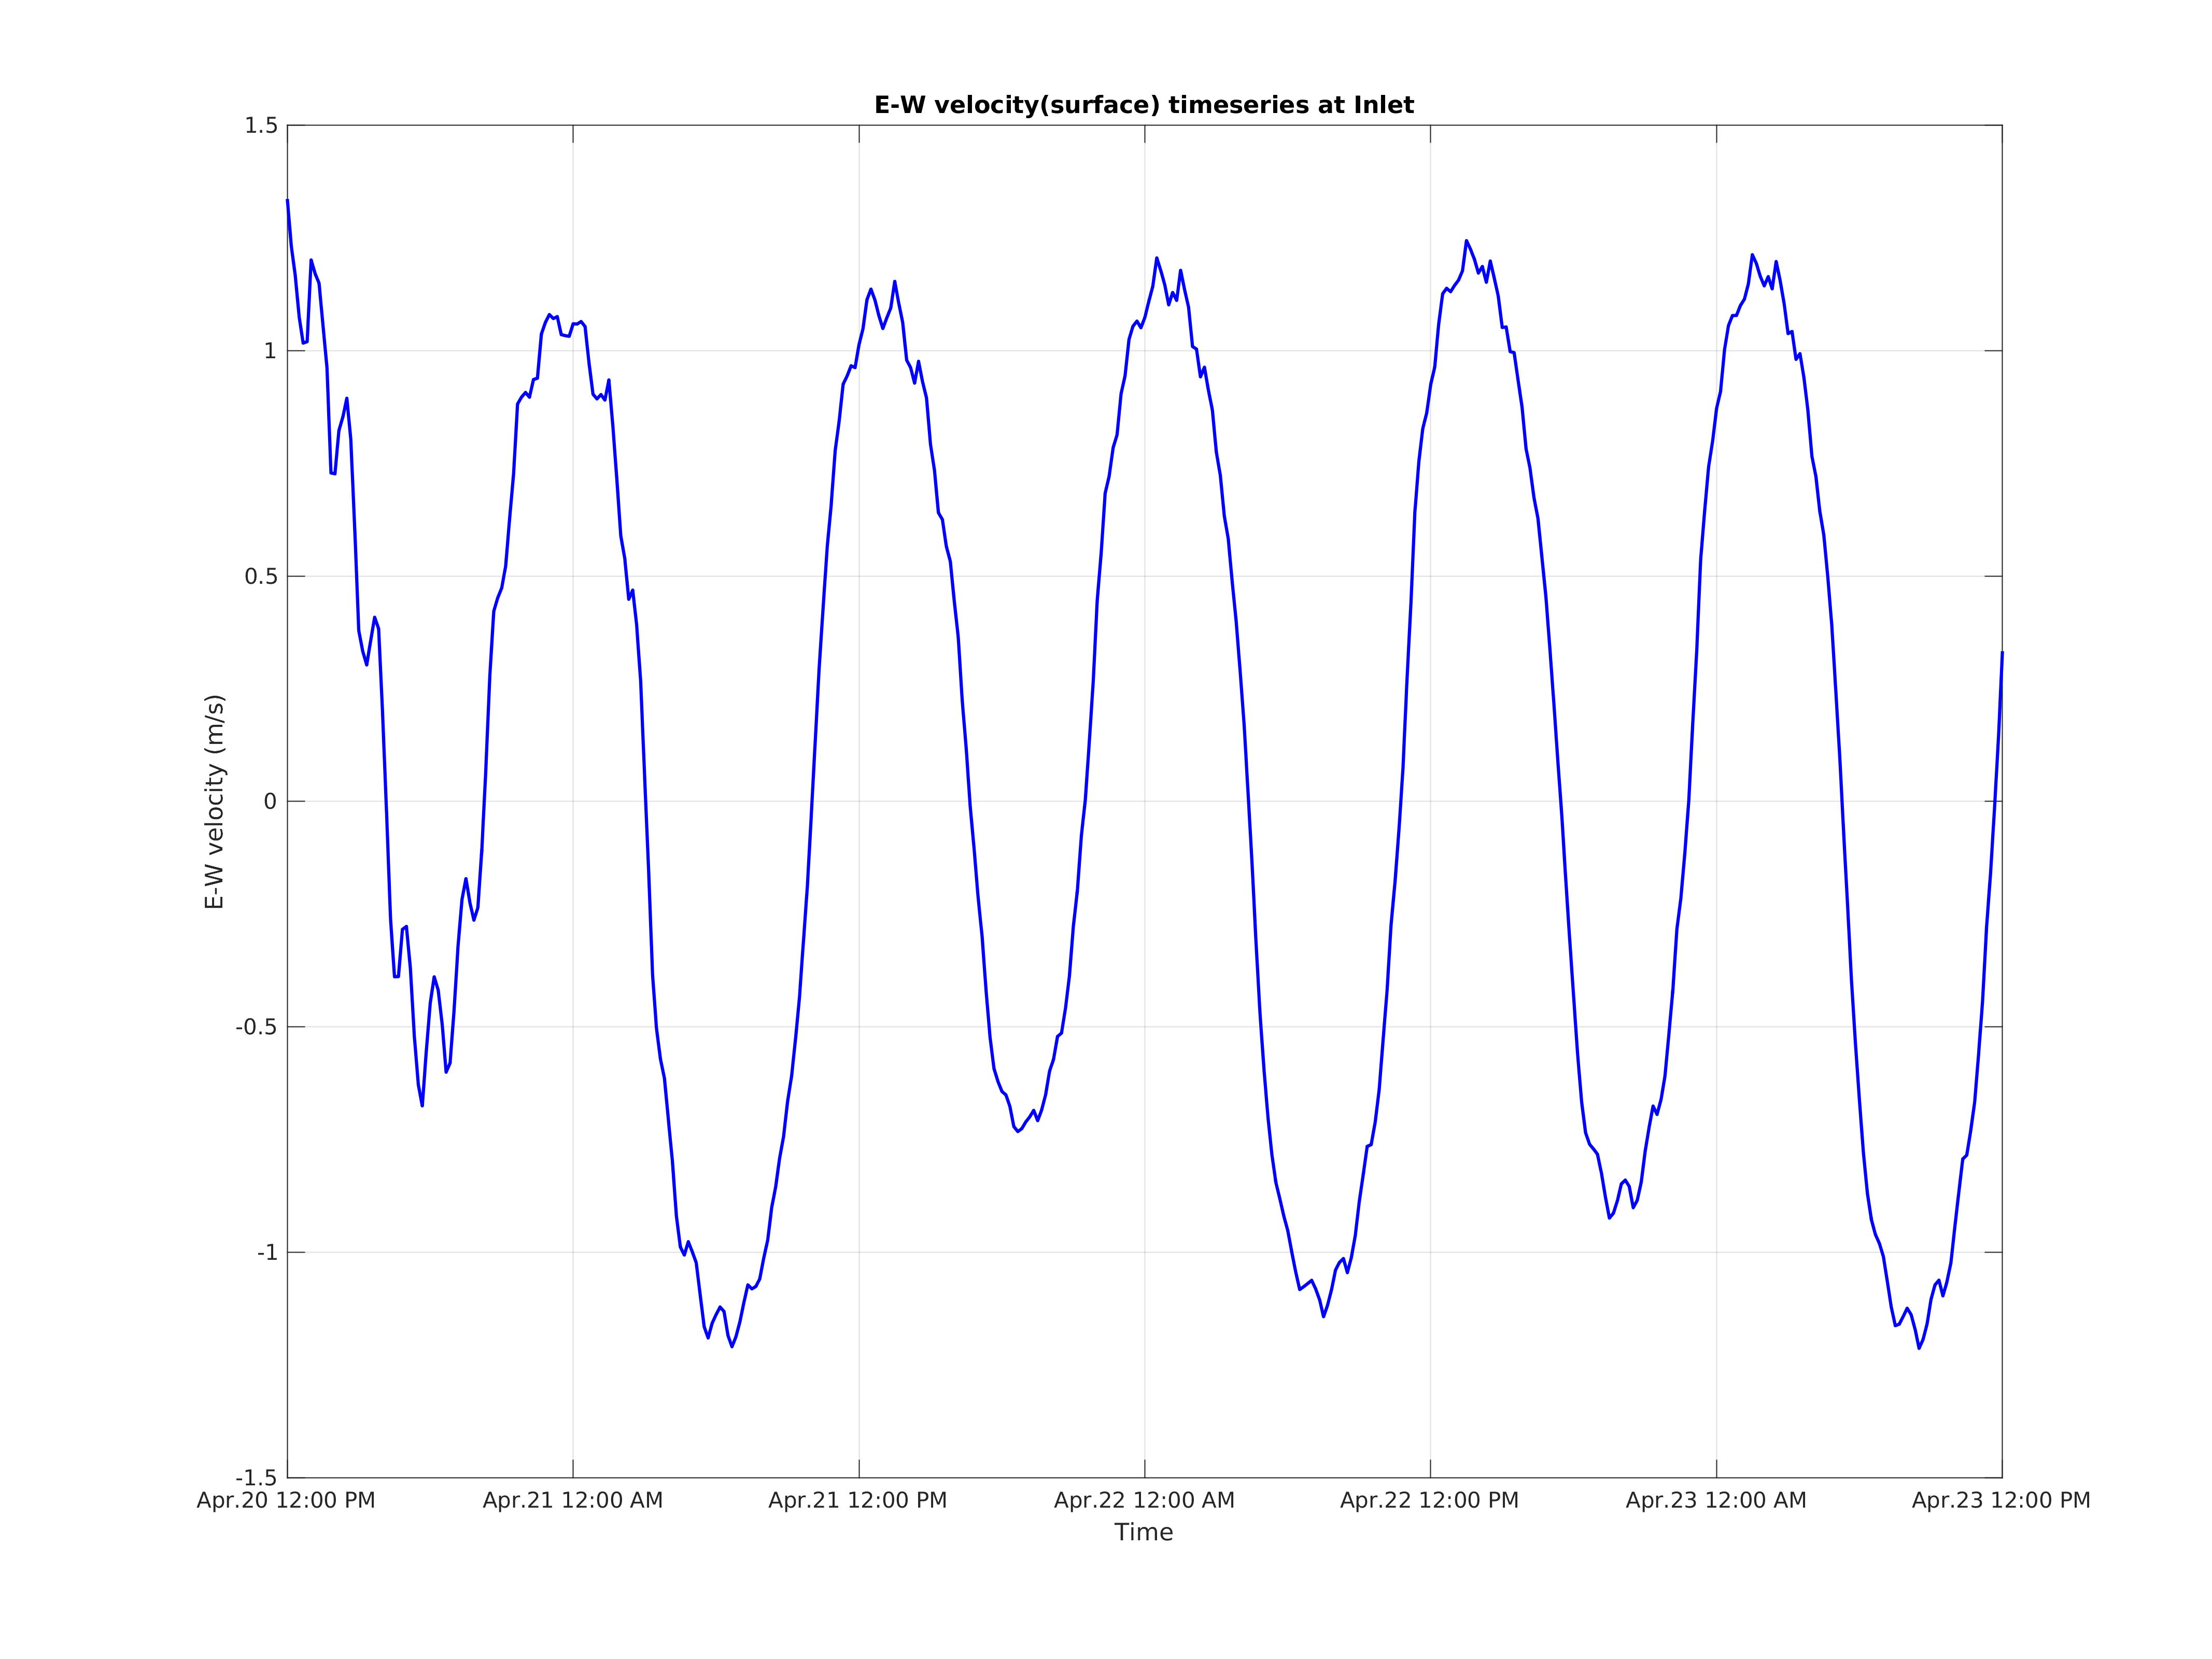 E-W velocity(surface) timeseries at Inlet
1.5
1
0.5
0
-0.5
-1
-1.5
E-W velocity (m/s)
Apr.20 12:00 PM Apr.21 12:00 AM Apr.21 12:00 PM Apr.22 12:00 AM Apr.22 12:00 PM Apr.23 12:00 AM Apr.23 12:00 PM
Time